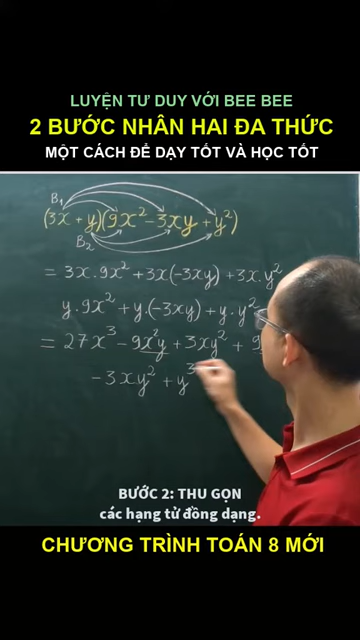 LUYỆN TƯ DUY VỚI BEE BEE
2 BƯỚC NHÂN HAI ĐA THỨC
MỘT CÁCH ĐỂ DẠY TỐT VÀ HỌC TỐT
B1
(3x + y)(9x² - 3xy + y²)
B2
= 3x.9x² + 3x(-3xy) + 3x.y²
y.9x² + y.(-3xy) + y.y²
= 27x³ - 9x²y + 3xy² + 9
-3xy² + y³
BƯỚC 2: THU GỌN
các hạng tử đồng dạng.
CHƯƠNG TRÌNH TOÁN 8 MỚI